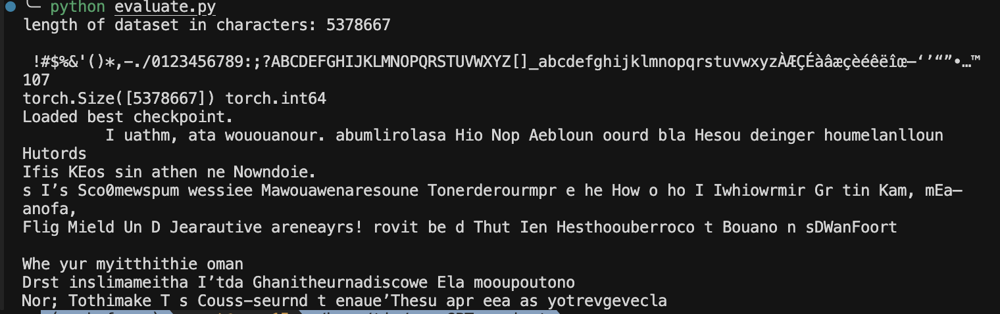 python evaluate.py
length of dataset in characters: 5378667
!#$%&'()*,-./0123456789:;?ABCDEFGHIJKLMNOPQRSTUVWXYZ[]_abcdefghijklmnopqrstuvwxyzÀÆÇÉàâæçèéêëîœ—‘’“”•…™
107
torch.Size([5378667]) torch.int64
Loaded best checkpoint.
I uathm, ata wououanour. abumlirolasa Hio Nop Aebloun oourd bla Hesou deinger houmelanlloun
Hutords
Ifis KEos sin athen ne Nowndoie.
s I’s Sco0mewspum wessiee Mawouawenaresoune Tonerderourmpr e he How o ho I Iwhiowrmir Gr tin Kam, mEa—
anofa,
Flig Mield Un D Jearautive areneayrs! rovit be d Thut Ien Hesthoouberroco t Bouano n sDWanFoort
Whe yur myitthithie oman
Drst inslimameitha I’tda Ghanitheurnadiscowe Ela mooupoutono
Nor; Tothimake T s Couss-seurnd t enaue’Thesu apr eea as yotrevgevecla